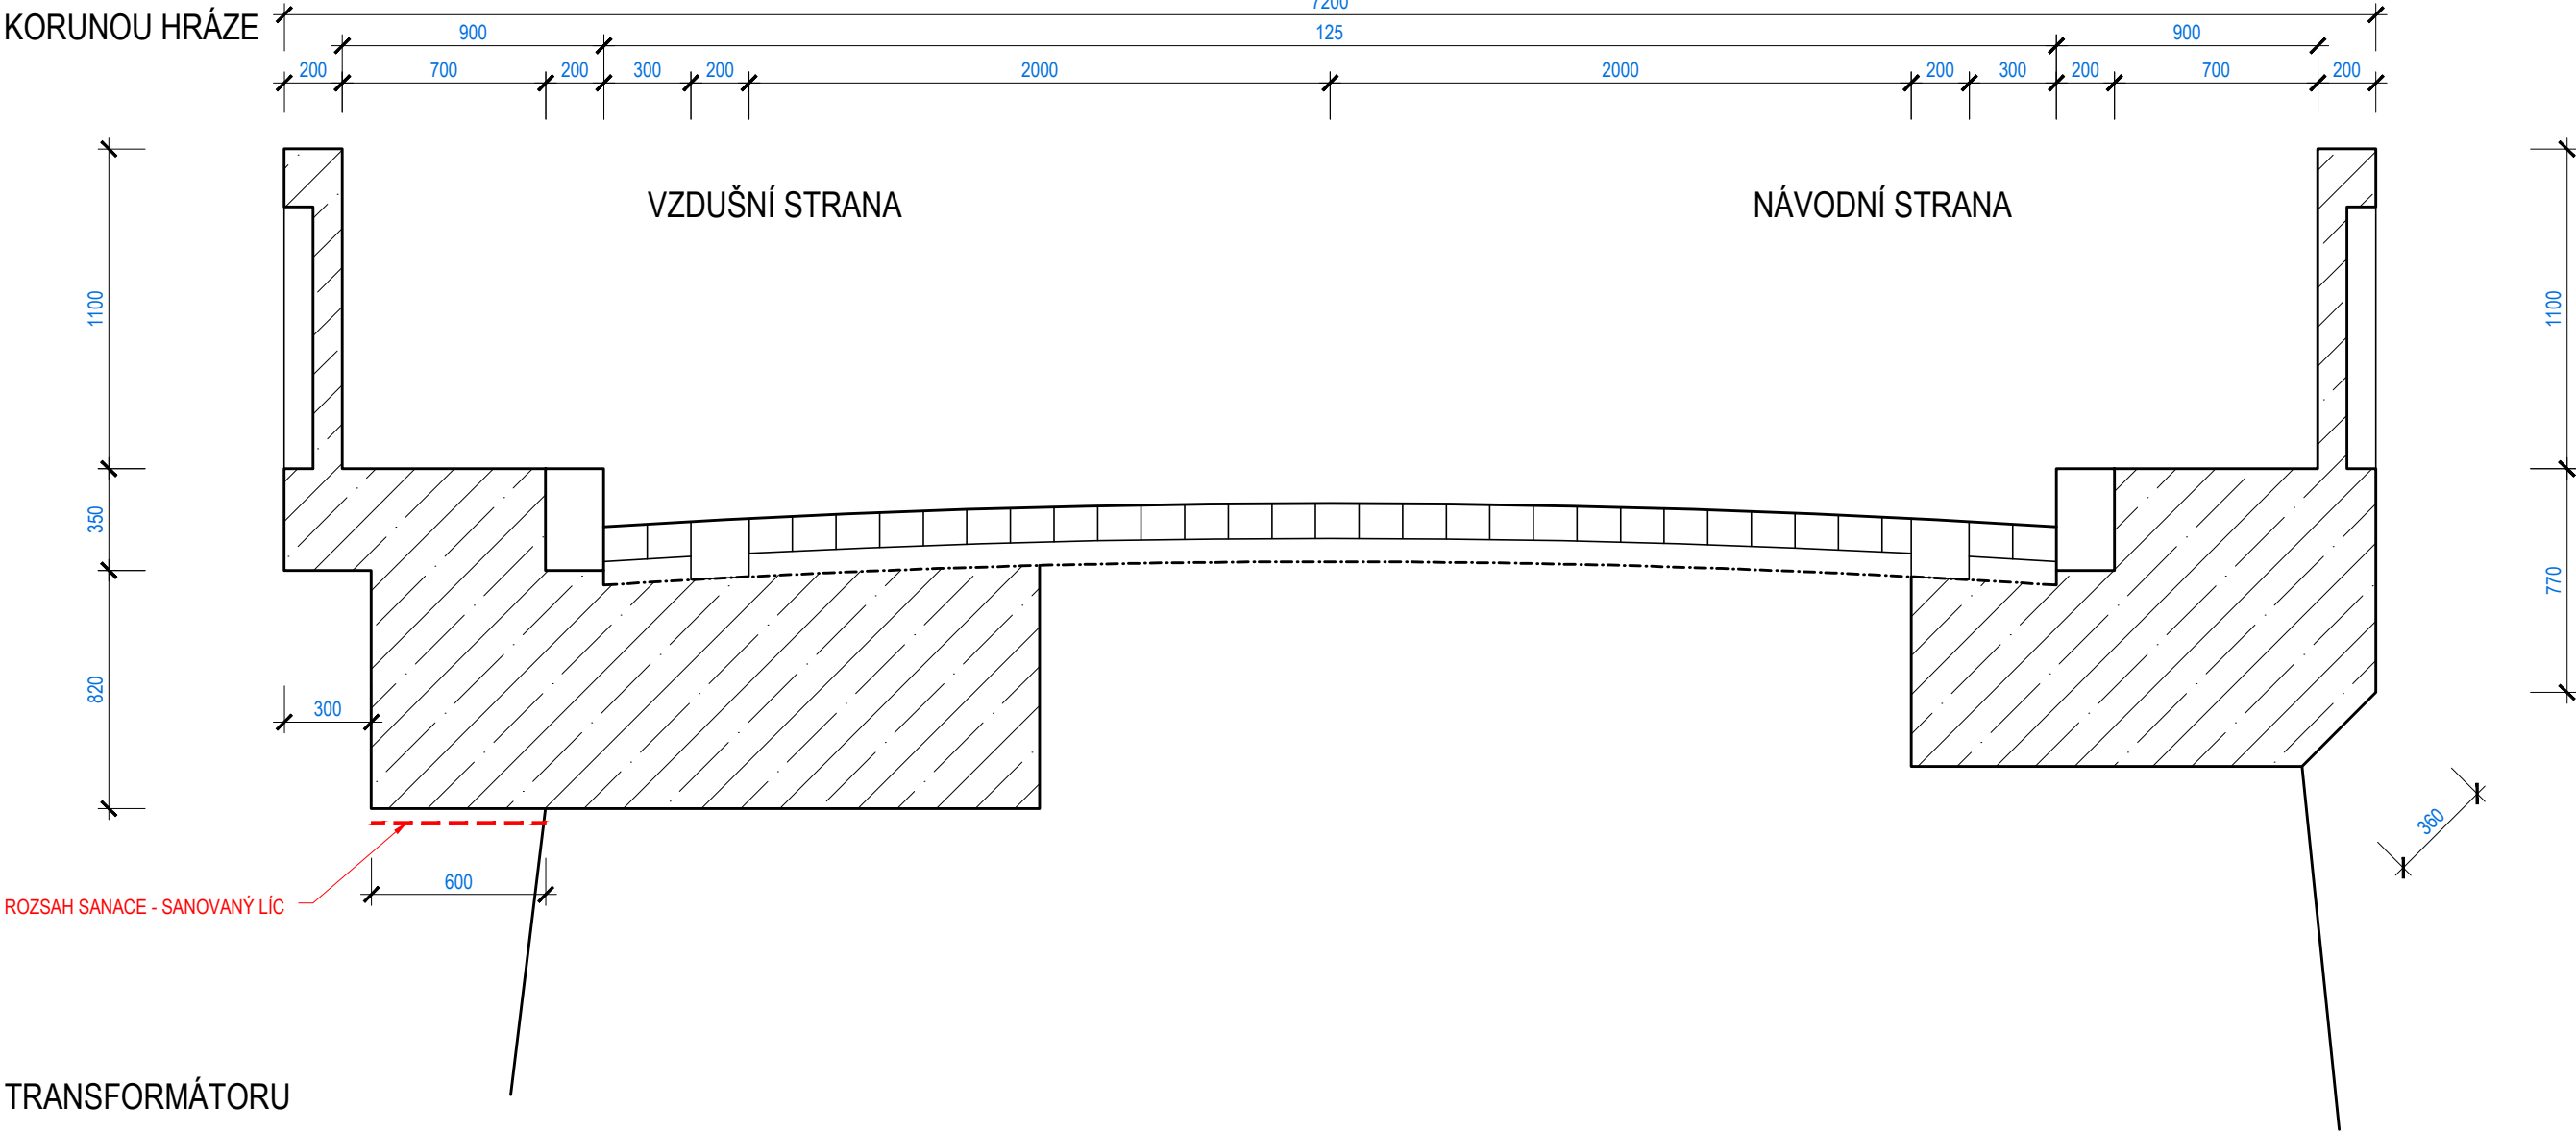 7200
KORUNOU HRÁZE
900 125 900
200 700 200 300 200 2000 2000 200 300 200 700 200
VZDUŠNÍ STRANA NÁVODNÍ STRANA
1100 1100
350
770
820
300
360
600
ROZSAH SANACE - SANOVANÝ LÍC
TRANSFORMÁTORU